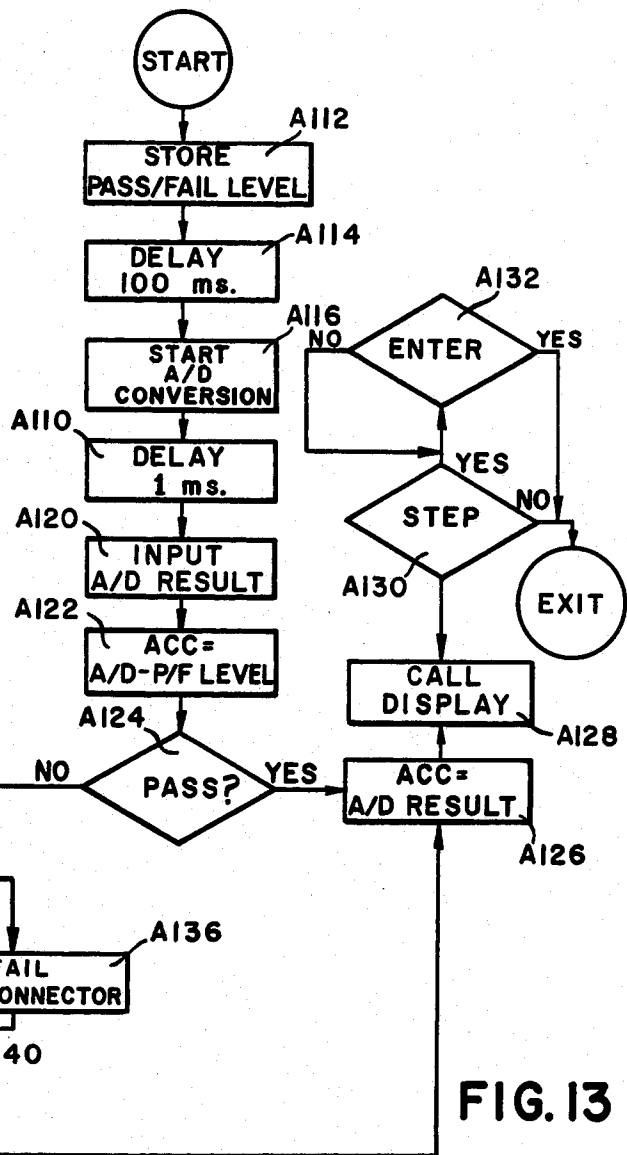 START
A112
STORE
PASS/FAIL LEVEL
A114
DELAY
100 ms.
A116
START
A/D
CONVERSION
A110
DELAY
1 ms.
A120
INPUT
A/D RESULT
A122
ACC=
A/D-P/F LEVEL
A124
NO
PASS?
YES
A132
NO
ENTER
YES
YES
STEP
NO
A130
EXIT
CALL
DISPLAY
A128
ACC=
A/D RESULT
A126
A136
FAIL
ONNECTOR
40
FIG. 13